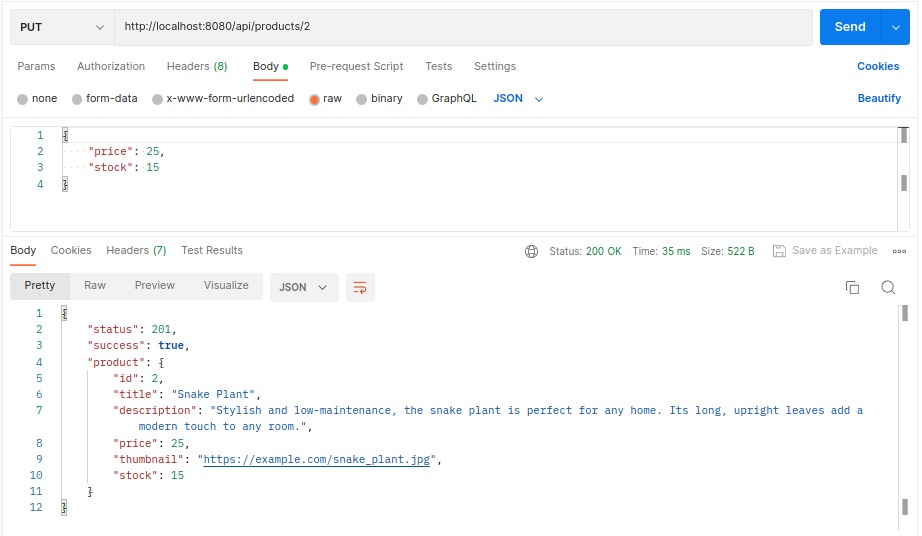 PUT http://localhost:8080/api/products/2 Send
Params Authorization Headers (8) Body Pre-request Script Tests Settings Cookies
none form-data x-www-form-urlencoded raw binary GraphQL JSON Beautify
1 {
2 "price": 25,
3 "stock": 15
4 }
Body Cookies Headers (7) Test Results Status: 200 OK Time: 35 ms Size: 522 B Save as Example
Pretty Raw Preview Visualize JSON
1 {
2 "status": 201,
3 "success": true,
4 "product": {
5 "id": 2,
6 "title": "Snake Plant",
7 "description": "Stylish and low-maintenance, the snake plant is perfect for any home. Its long, upright leaves add a
modern touch to any room.",
8 "price": 25,
9 "thumbnail": "https://example.com/snake_plant.jpg",
10 "stock": 15
11 }
12 }